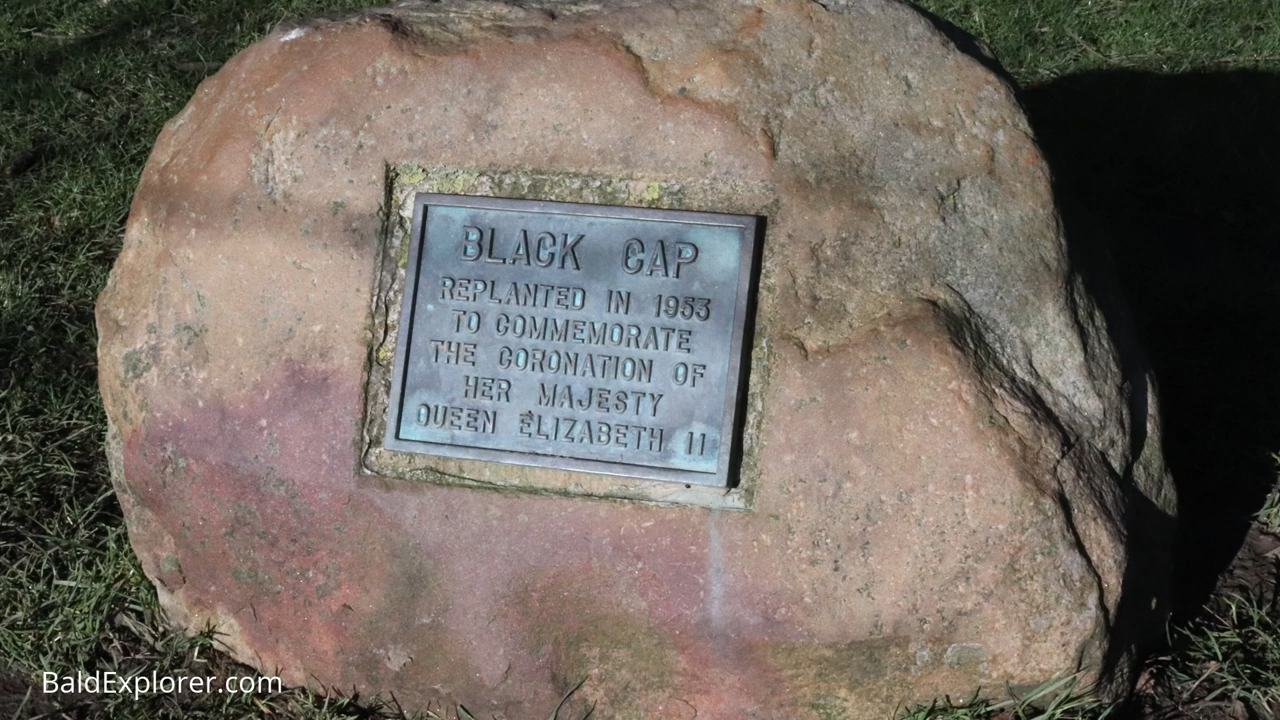 BLACK CAP
REPLANTED IN 1953
TO COMMEMORATE
THE CORONATION OF
HER MAJESTY
QUEEN ELIZABETH II
BaldExplorer.com